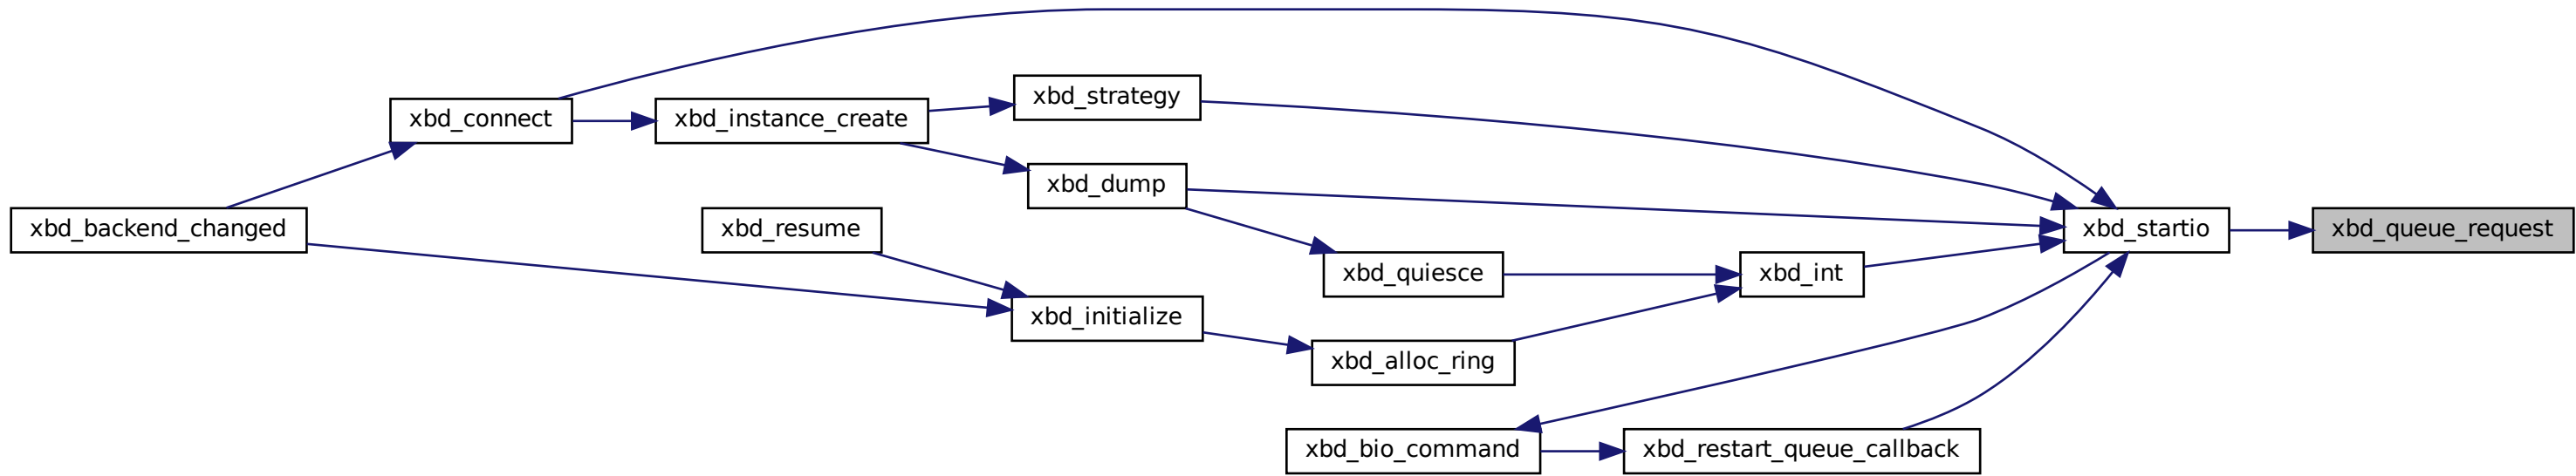 xbd_strategy
xbd_connect
xbd_instance_create
xbd_dump
xbd_backend_changed
xbd_resume
xbd_startio
xbd_queue_request
xbd_quiesce
xbd_int
xbd_initialize
xbd_alloc_ring
xbd_bio_command
xbd_restart_queue_callback